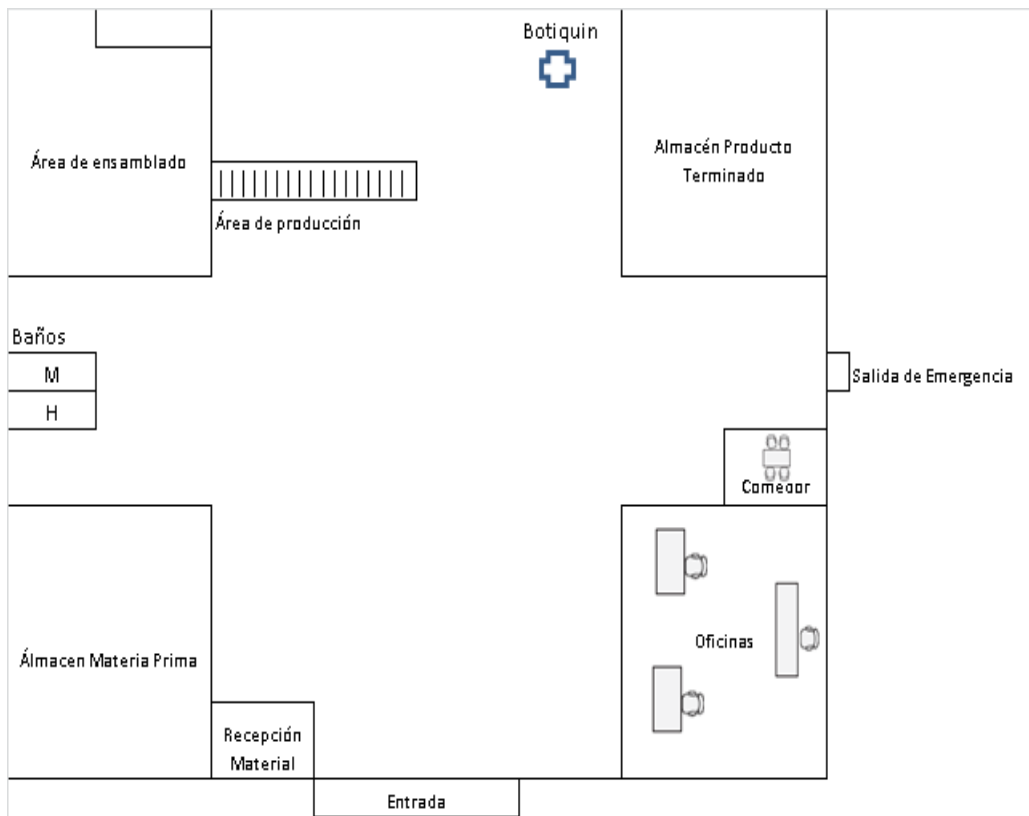 Botiquin
Área de ensamblado
Almacén Producto
Terminado
Área de producción
Baños
M
H
Salida de Emergencia
Comedor
Oficinas
Álmacen Materia Prima
Recepción
Material
Entrada